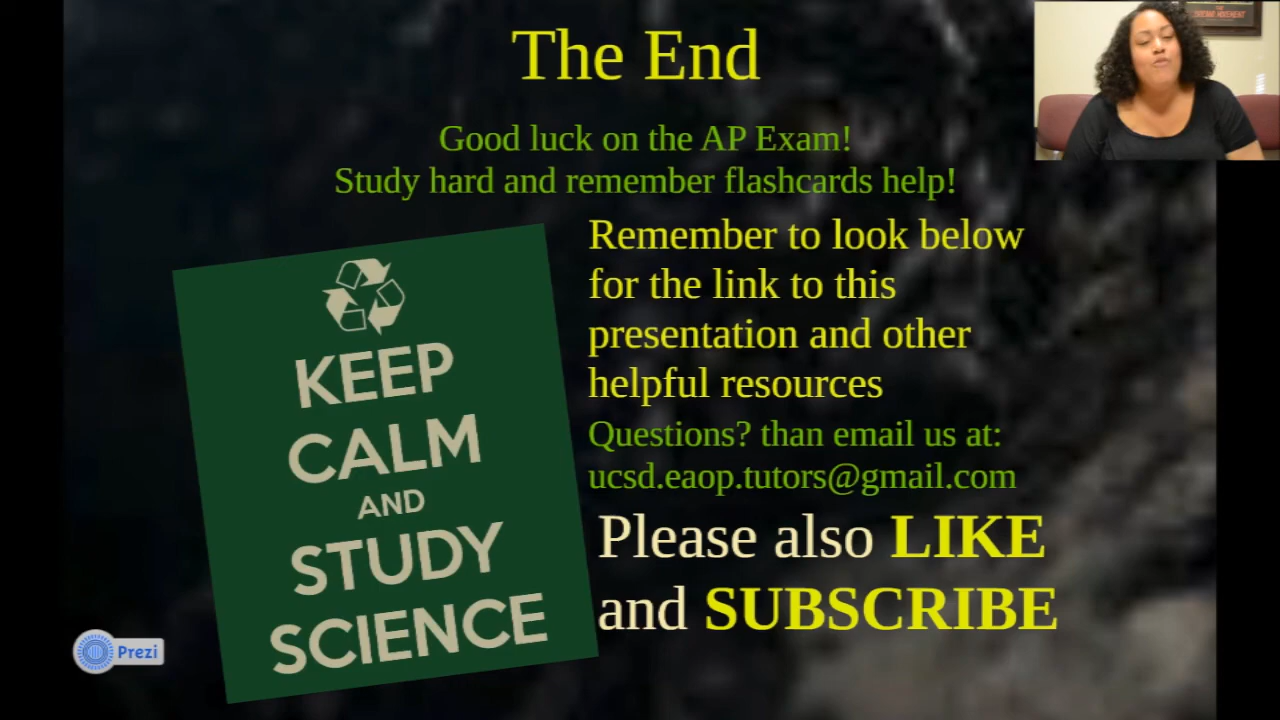 The End
Good luck on the AP Exam!
Study hard and remember flashcards help!
Remember to look below
for the link to this
presentation and other
helpful resources
Questions? than email us at:
ucsd.eaop.tutors@gmail.com
Please also LIKE
and SUBSCRIBE
KEEP
CALM
AND
STUDY
SCIENCE
Prezi